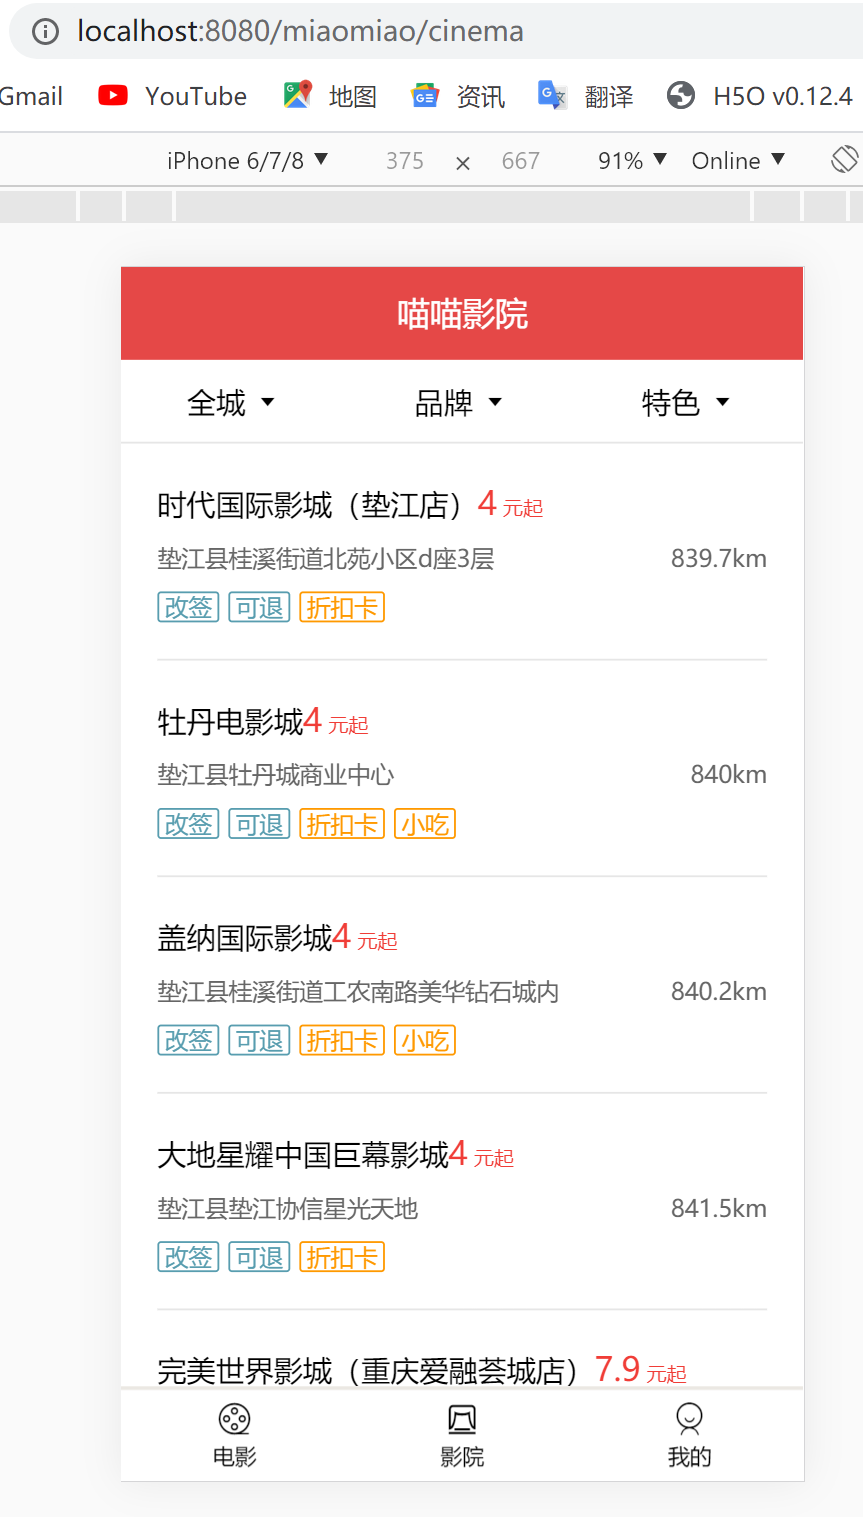 localhost:8080/miaomiao/cinema
Gmail YouTube 地图 资讯 翻译 H5O v0.12.4
iPhone 6/7/8 ▼ 375 × 667 91% ▼ Online ▼
喵喵影院
全城 品牌 特色
时代国际影城（垫江店）4 元起
垫江县桂溪街道北苑小区d座3层 839.7km
改签 可退 折扣卡
牡丹电影城4 元起
垫江县牡丹城商业中心 840km
改签 可退 折扣卡 小吃
盖纳国际影城4 元起
垫江县桂溪街道工农南路美华钻石城内 840.2km
改签 可退 折扣卡 小吃
大地星耀中国巨幕影城4 元起
垫江县垫江协信星光天地 841.5km
改签 可退 折扣卡
完美世界影城（重庆爱融荟城店）7.9 元起
电影 影院 我的